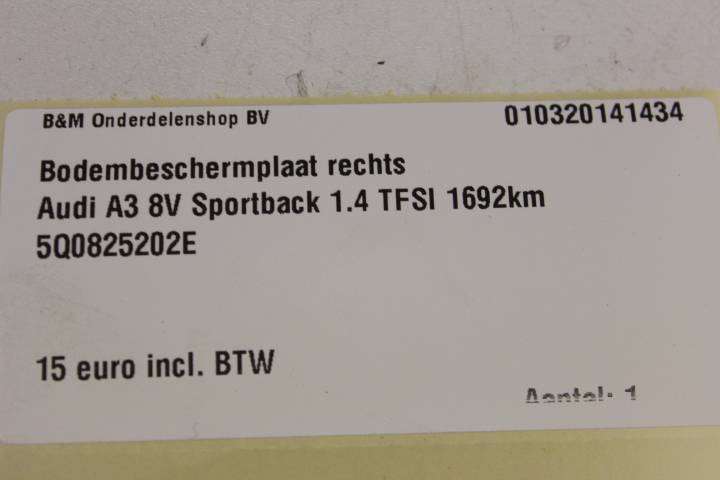 B&M Onderdelenshop BV 010320141434
Bodembeschermplaat rechts
Audi A3 8V Sportback 1.4 TFSI 1692km
5Q0825202E
15 euro incl. BTW
Aantal: 1